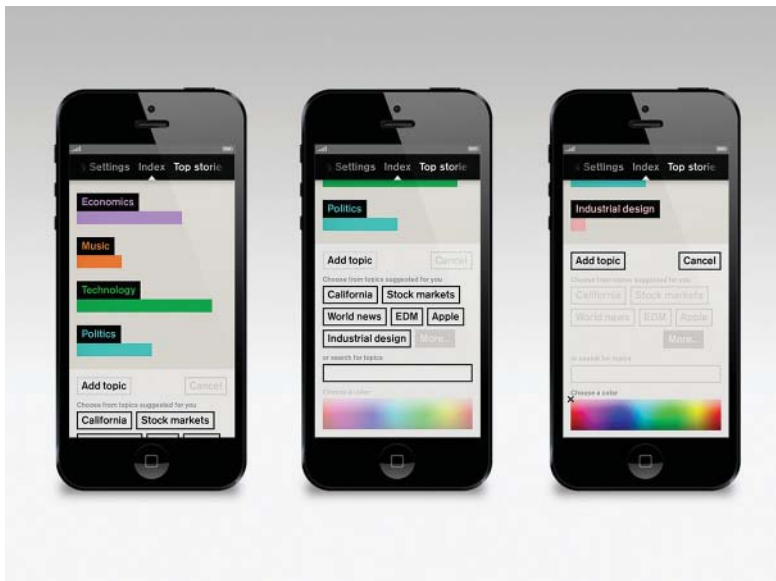 Settings Index Top stories
Economics
Music
Technology
Politics
Add topic Cancel
Choose from topics suggested for you
California Stock markets
Settings Index Top storie
Politics
Add topic Cancel
Choose from topics suggested for you
California Stock markets
World news EDM Apple
Industrial design More...
or search for topics
Choose a color
Settings Index Top storie
Industrial design
Add topic Cancel
Choose from topics suggested for you
California Stock markets
World news EDM Apple
More...
or search for topics
Choose a color